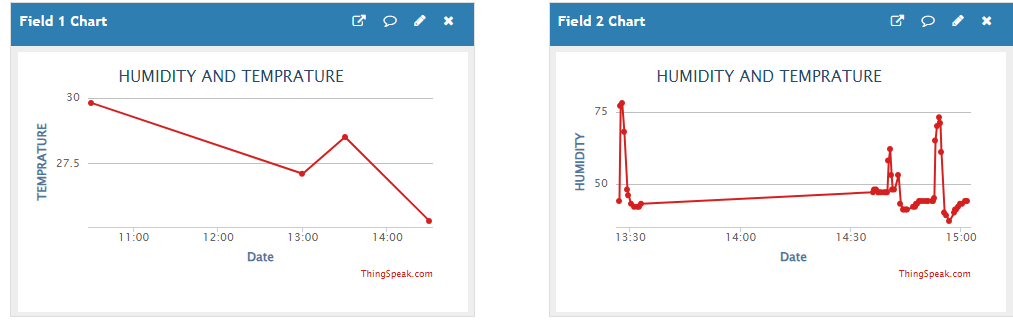 Field 1 Chart
HUMIDITY AND TEMPRATURE
30
27.5
TEMPRATURE
11:00 12:00 13:00 14:00
Date
ThingSpeak.com
Field 2 Chart
HUMIDITY AND TEMPRATURE
75
50
HUMIDITY
13:30 14:00 14:30 15:00
Date
ThingSpeak.com